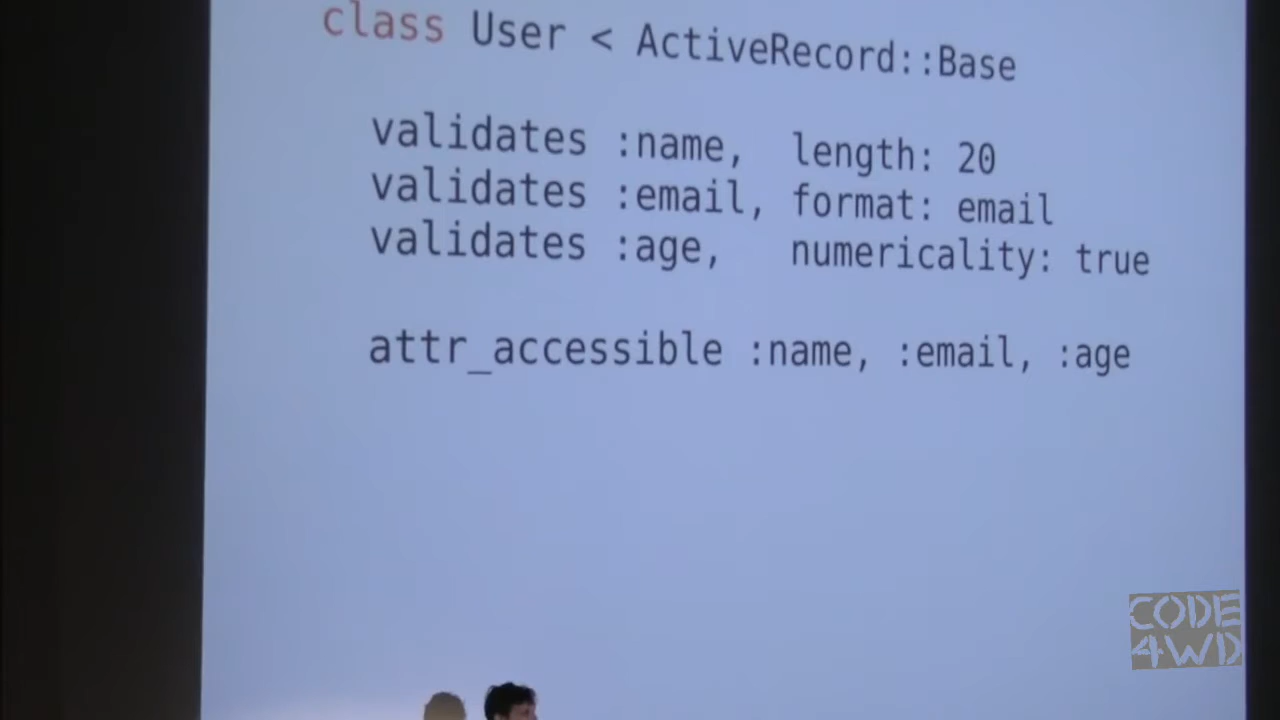 class User < ActiveRecord::Base
validates :name, length: 20
validates :email, format: email
validates :age, numericality: true
attr_accessible :name, :email, :age
CODE
4WD